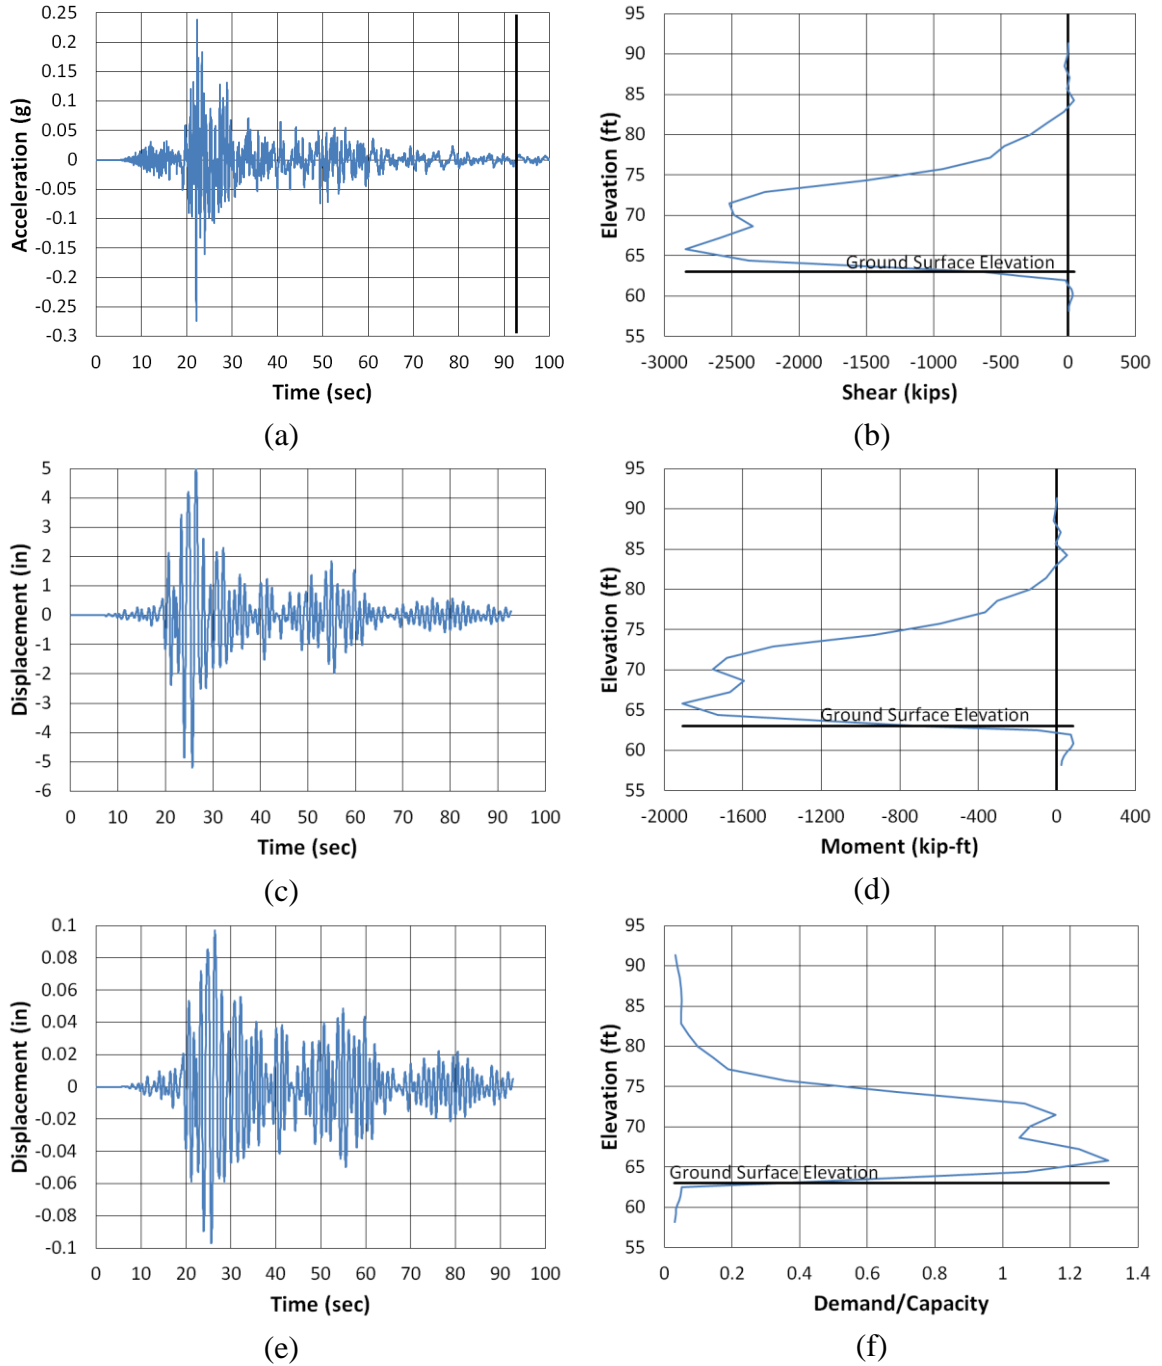 0.25
0.2
0.15
0.1
0.05
0
-0.05
-0.1
-0.15
-0.2
-0.25
-0.3
Acceleration (g)
0 10 20 30 40 50 60 70 80 90 100
Time (sec)
(a)
95
90
85
80
75
70
65
60
55
Elevation (ft)
Ground Surface Elevation
-3000 -2500 -2000 -1500 -1000 -500 0 500
Shear (kips)
(b)
5
4
3
2
1
0
-1
-2
-3
-4
-5
-6
Displacement (in)
0 10 20 30 40 50 60 70 80 90 100
Time (sec)
(c)
95
90
85
80
75
70
65
60
55
Elevation (ft)
Ground Surface Elevation
-2000 -1600 -1200 -800 -400 0 400
Moment (kip-ft)
(d)
0.1
0.08
0.06
0.04
0.02
0
-0.02
-0.04
-0.06
-0.08
-0.1
Displacement (in)
0 10 20 30 40 50 60 70 80 90 100
Time (sec)
(e)
95
90
85
80
75
70
65
60
55
Elevation (ft)
Ground Surface Elevation
0 0.2 0.4 0.6 0.8 1 1.2 1.4
Demand/Capacity
(f)